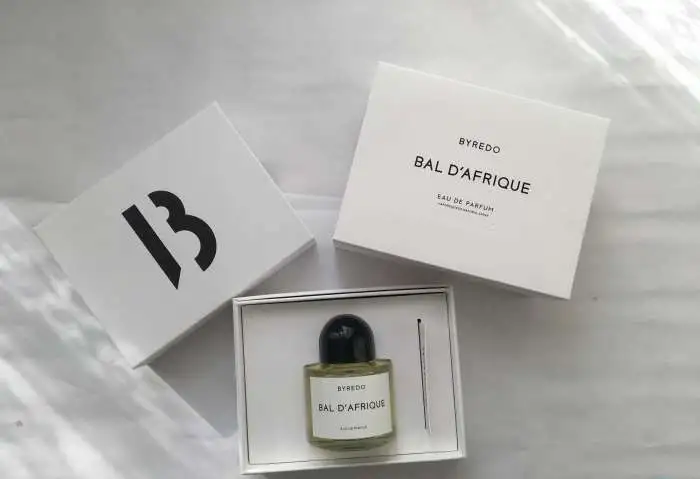 B
BYREDO
BAL D'AFRIQUE
EAU DE PARFUM
BYREDO
BAL D'AFRIQUE